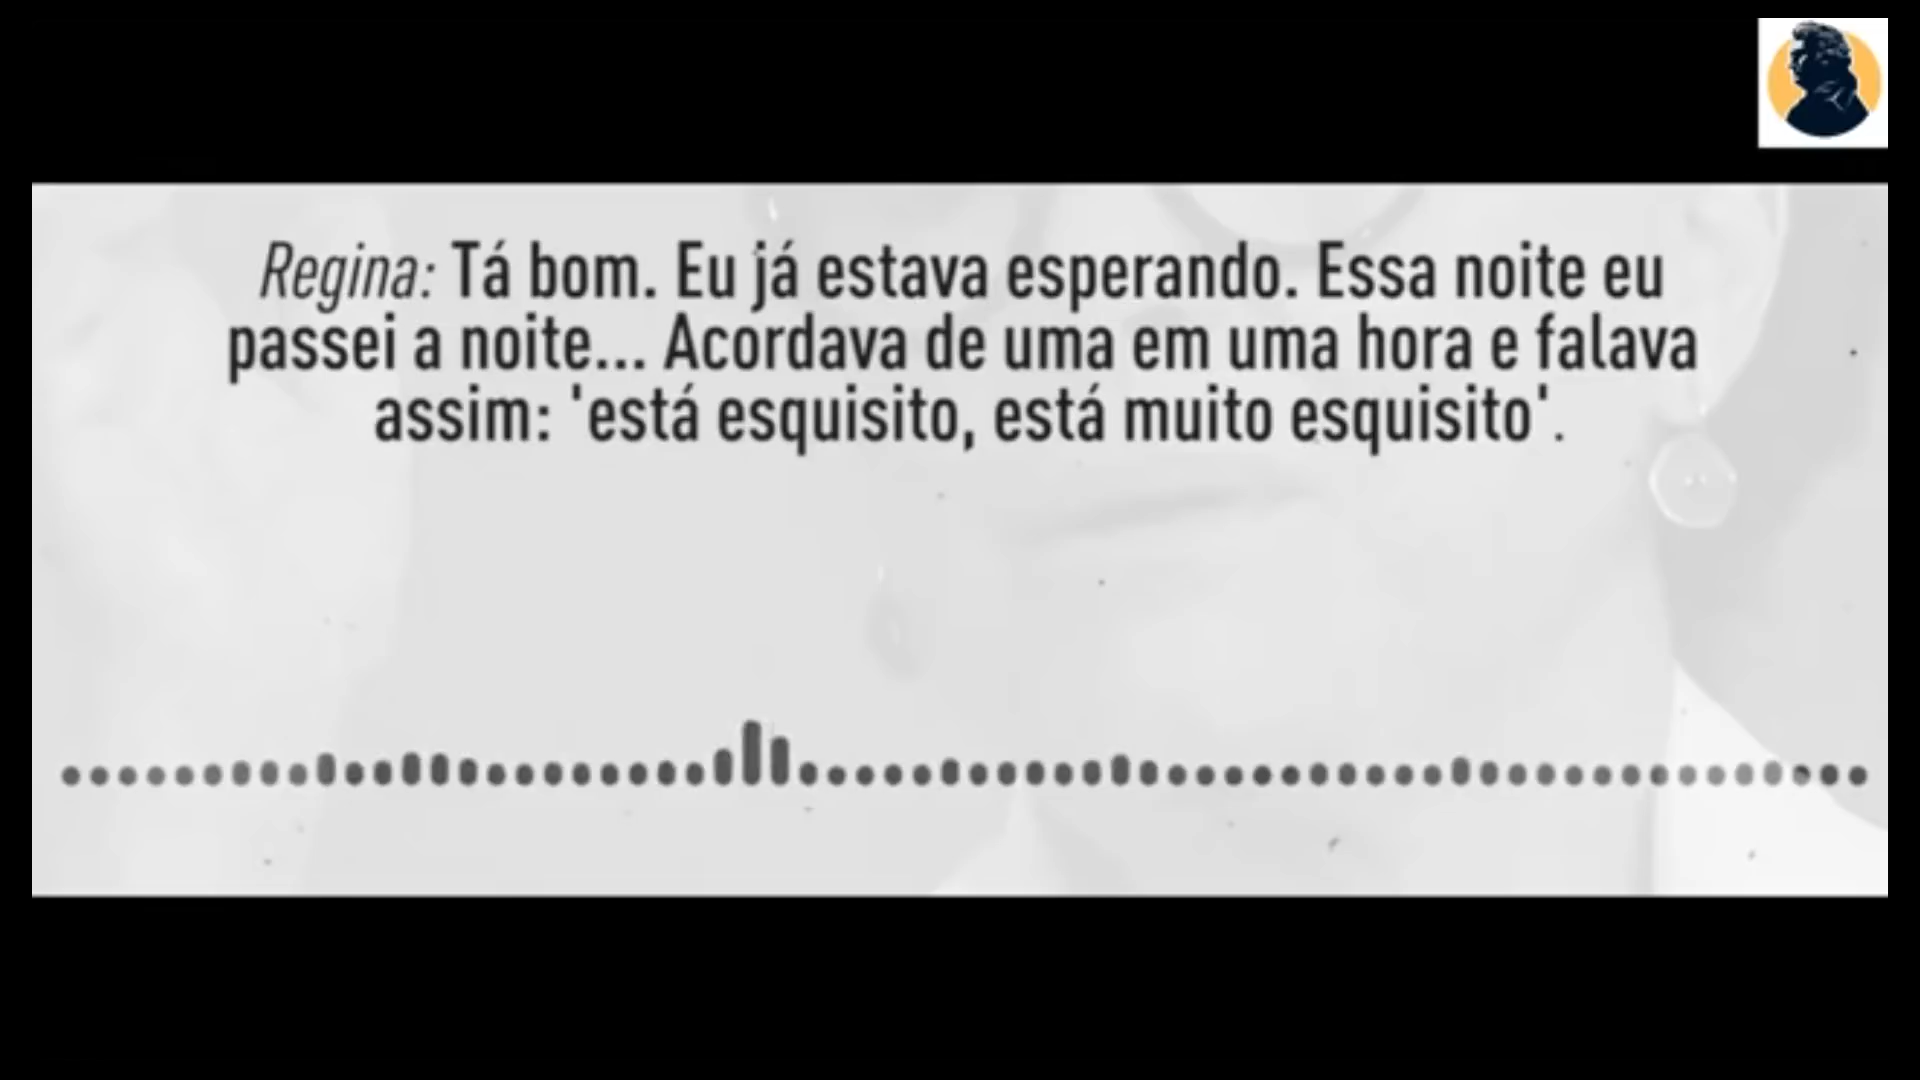 Regina: Tá bom. Eu já estava esperando. Essa noite eu
passei a noite... Acordava de uma em uma hora e falava
assim: 'está esquisito, está muito esquisito'.